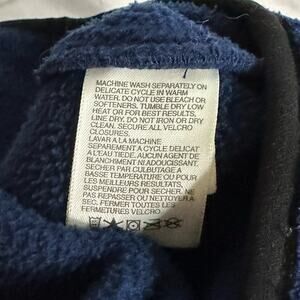 MACHINE WASH SEPARATELY ON
DELICATE CYCLE IN WARM
WATER. DO NOT USE BLEACH OR
SOFTENERS. TUMBLE DRY LOW
HEAT OR FOR BEST RESULTS,
LINE DRY. DO NOT IRON OR DRY
CLEAN. SECURE ALL VELCRO
CLOSURES.
LAVAR A LA MACHINE
SEPAREMENT A CYCLE DELICAT
A L'EAU TIEDE. AUCUN AGENT DE
BLANCHIMENT NI ADOUCISSANT.
SECHER PAR CULBUTAGE A
BASSE TEMPERATURE OU POUR
LES MEILLEURS RESULTATS,
SUSPENDRE POUR SECHER. NE
PAS REPASSER OU NETTOYER A
SEC. FERMER TOUTES LES
FERMETURES VELCRO.